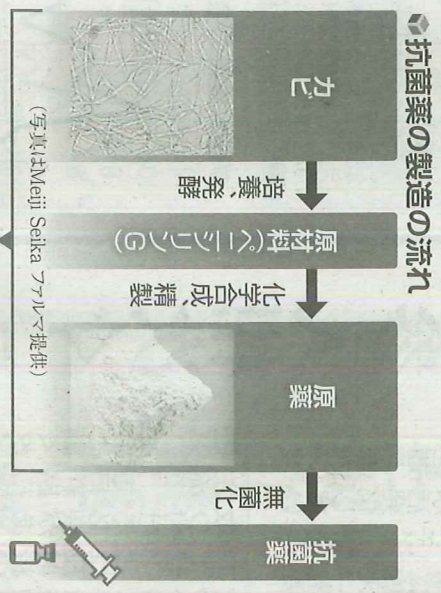 抗菌薬の製造の流れ
カビ
培養、発酵
原材料(ペニシリンG)
化学合成、精製
原薬
無菌化
抗菌薬
(写真はMeiji Seika ファルマ提供)